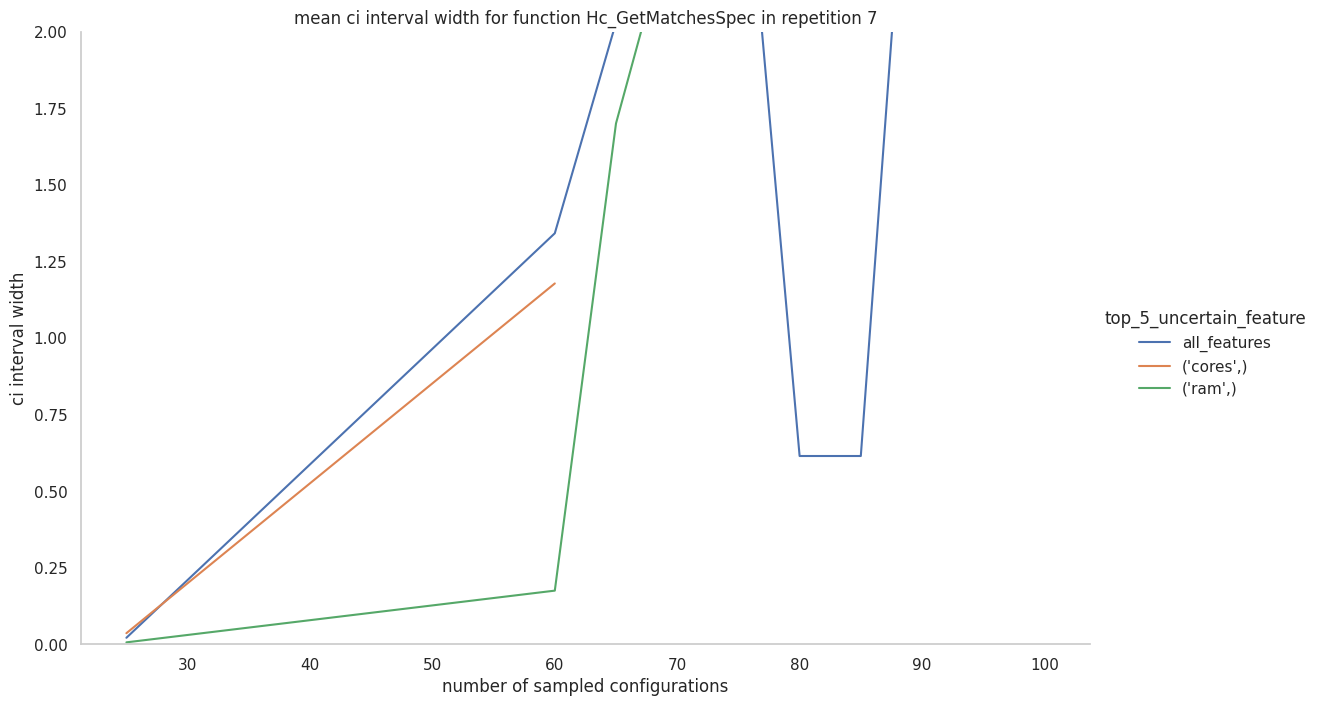 mean ci interval width for function Hc_GetMatchesSpec in repetition 7
2.00
1.75
1.50
1.25
1.00
0.75
0.50
0.25
0.00
ci interval width
30 40 50 60 70 80 90 100
number of sampled configurations
top_5_uncertain_feature
all_features
('cores',)
('ram',)